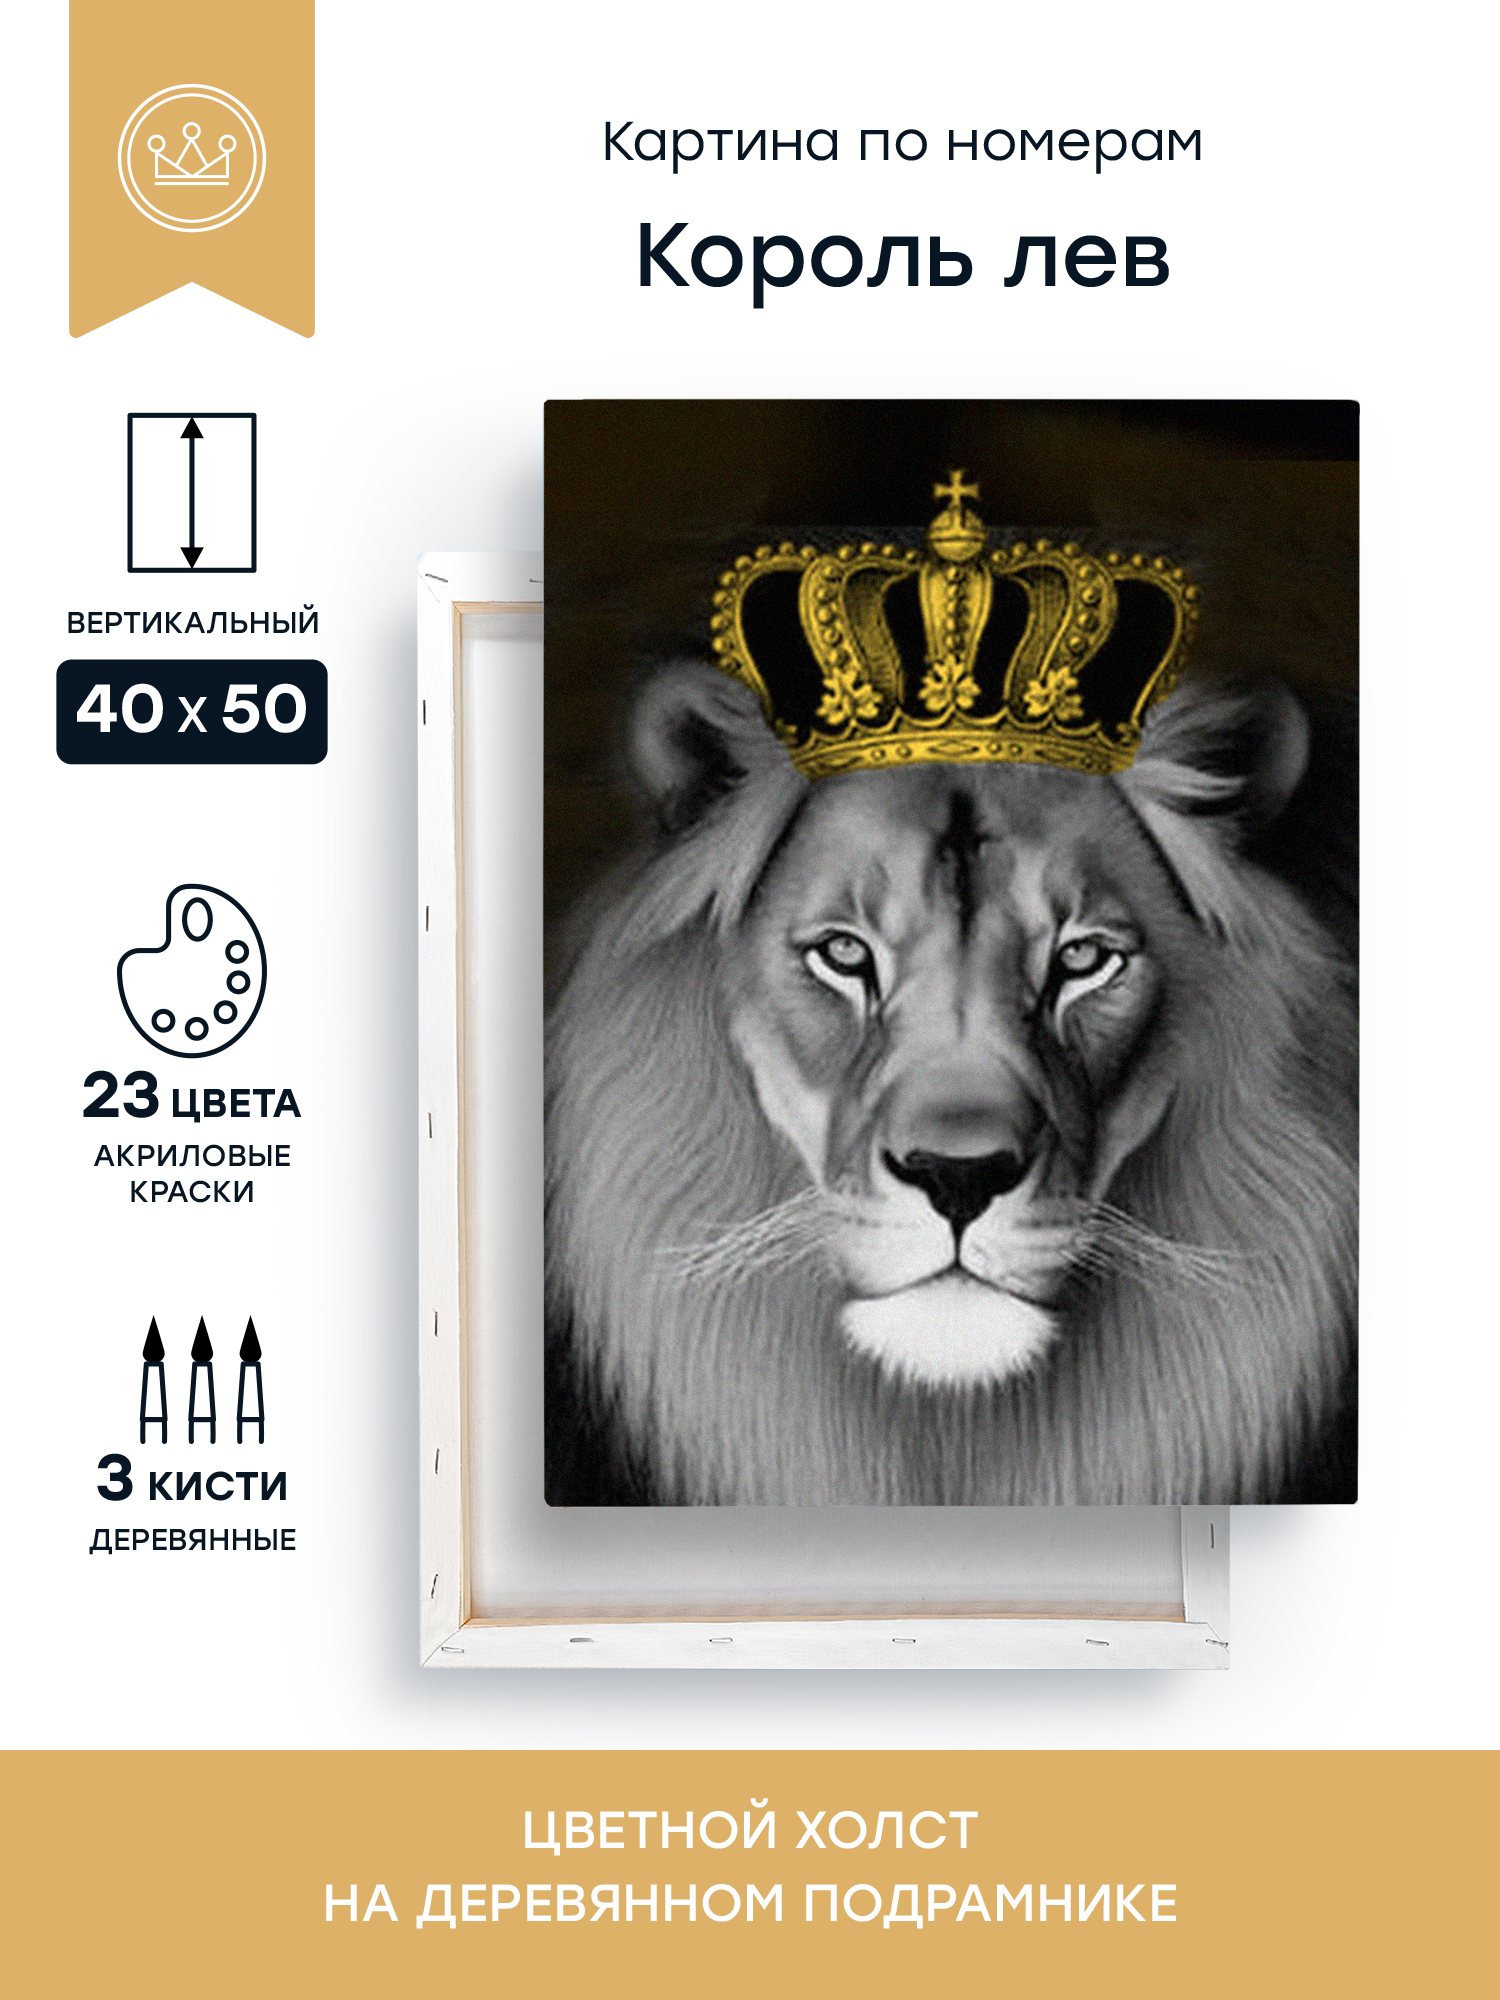 Картина по номерам
Король лев
ВЕРТИКАЛЬНЫЙ
40 X 50
23 ЦВЕТА
АКРИЛОВЫЕ
КРАСКИ
3 КИСТИ
ДЕРЕВЯННЫЕ
ЦВЕТНОЙ ХОЛСТ
НА ДЕРЕВЯННОМ ПОДРАМНИКЕ